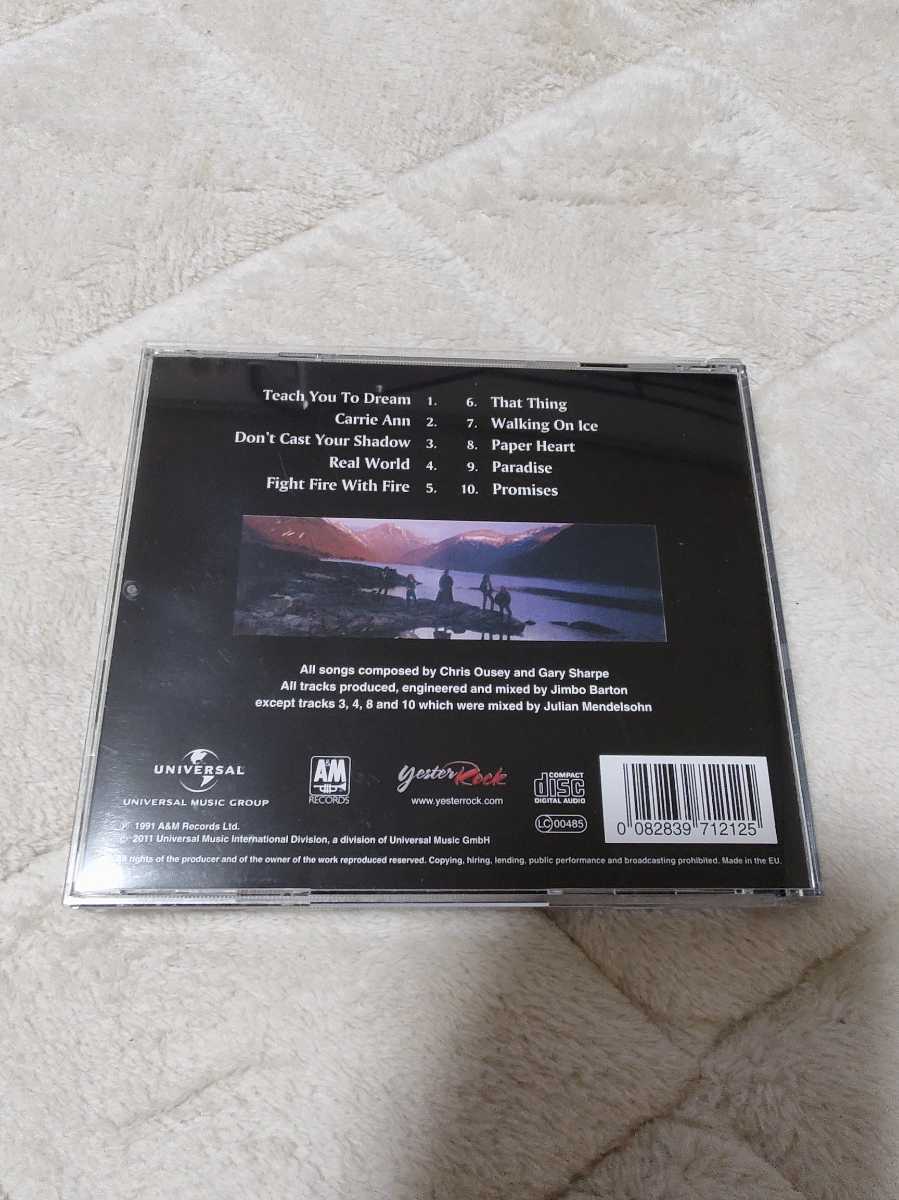 Teach You To Dream 1.
Carrie Ann 2.
Don't Cast Your Shadow 3.
Real World 4.
Fight Fire With Fire 5.
6. That Thing
7. Walking On Ice
8. Paper Heart
9. Paradise
10. Promises
All songs composed by Chris Ousey and Gary Sharpe
All tracks produced, engineered and mixed by Jimbo Barton
except tracks 3, 4, 8 and 10 which were mixed by Julian Mendelsohn
UNIVERSAL
UNIVERSAL MUSIC GROUP
A&M
RECORDS
YesterRock
www.yesterrock.com
COMPACT
disc
DIGITAL AUDIO
LC 00485
0 082839 712125
℗ 1991 A&M Records Ltd.
© 2011 Universal Music International Division, a division of Universal Music GmbH
All rights of the producer and of the owner of the work reproduced reserved. Copying, hiring, lending, public performance and broadcasting prohibited. Made in the EU.